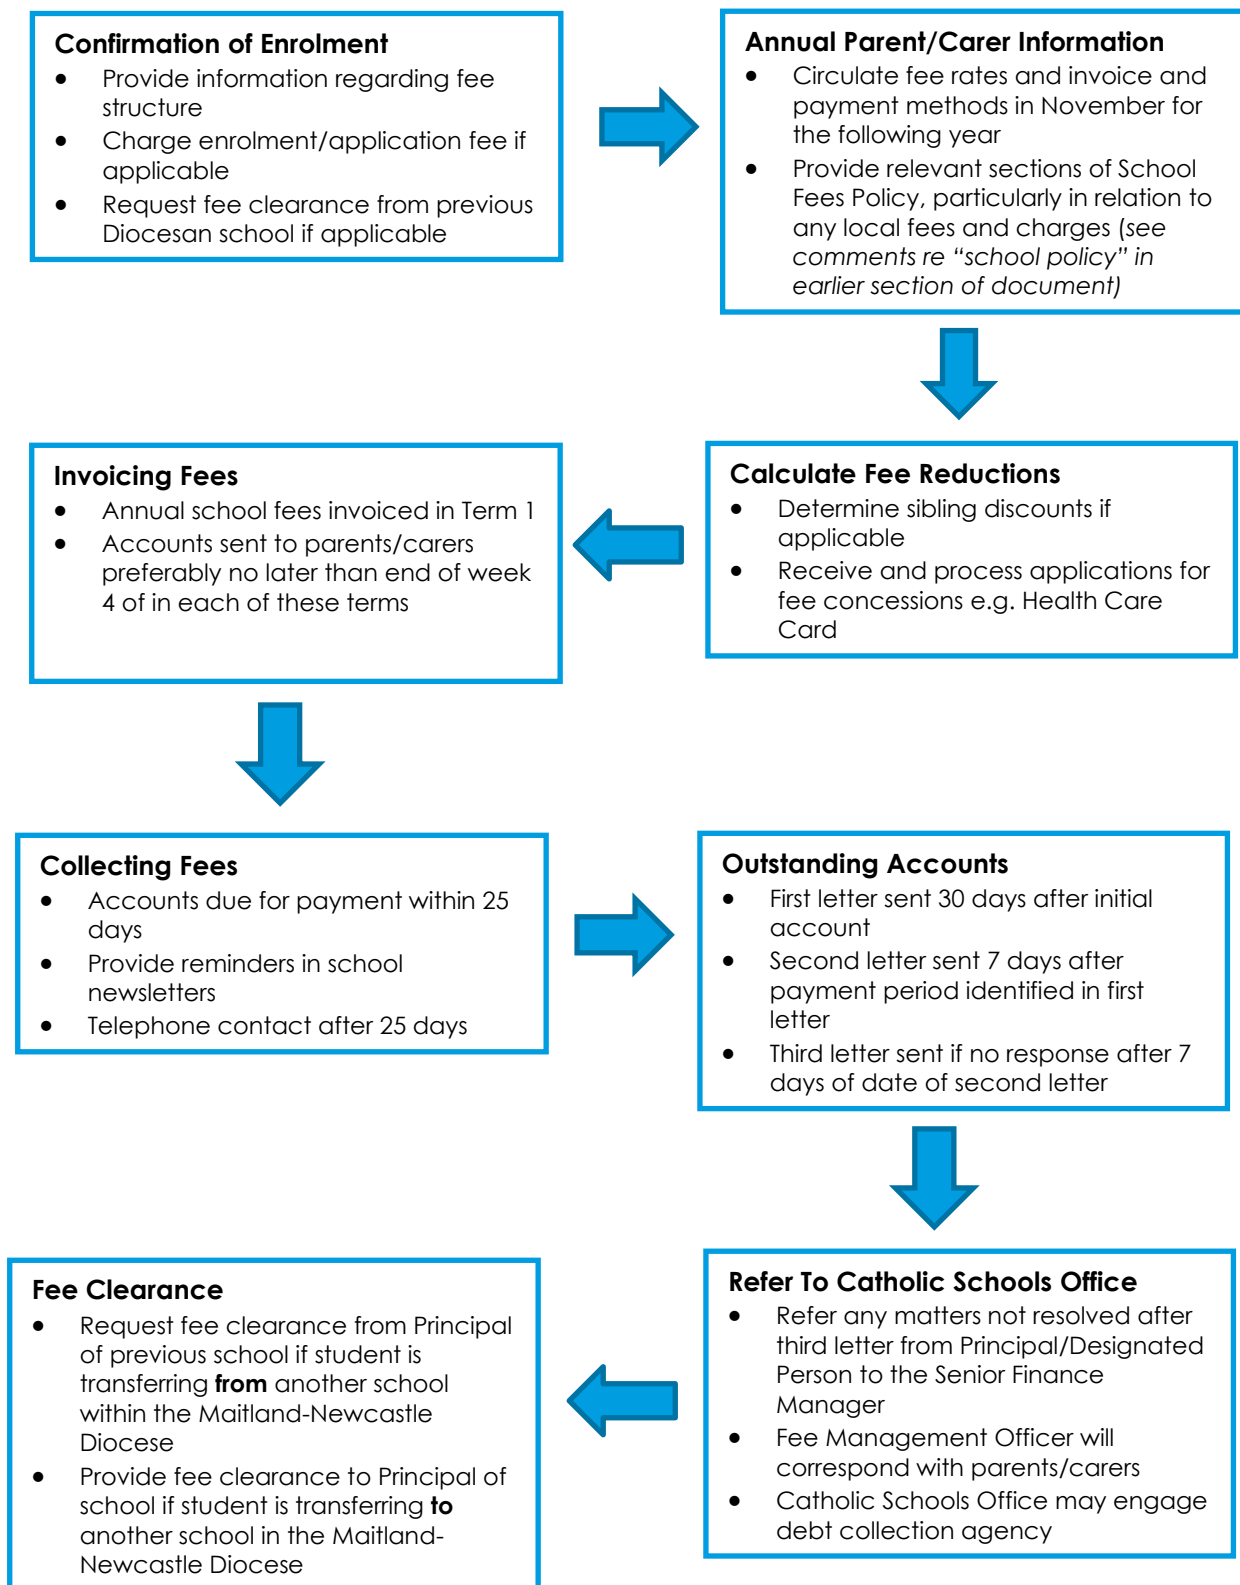 Confirmation of Enrolment
• Provide information regarding fee
structure
• Charge enrolment/application fee if
applicable
• Request fee clearance from previous
Diocesan school if applicable
Annual Parent/Carer Information
• Circulate fee rates and invoice and
payment methods in November for
the following year
• Provide relevant sections of School
Fees Policy, particularly in relation to
any local fees and charges (see
comments re “school policy” in
earlier section of document)
Calculate Fee Reductions
• Determine sibling discounts if
applicable
• Receive and process applications for
fee concessions e.g. Health Care
Card
Invoicing Fees
• Annual school fees invoiced in Term 1
• Accounts sent to parents/carers
preferably no later than end of week
4 of in each of these terms
Collecting Fees
• Accounts due for payment within 25
days
• Provide reminders in school
newsletters
• Telephone contact after 25 days
Outstanding Accounts
• First letter sent 30 days after initial
account
• Second letter sent 7 days after
payment period identified in first
letter
• Third letter sent if no response after 7
days of date of second letter
Refer To Catholic Schools Office
• Refer any matters not resolved after
third letter from Principal/Designated
Person to the Senior Finance
Manager
• Fee Management Officer will
correspond with parents/carers
• Catholic Schools Office may engage
debt collection agency
Fee Clearance
• Request fee clearance from Principal
of previous school if student is
transferring from another school
within the Maitland-Newcastle
Diocese
• Provide fee clearance to Principal of
school if student is transferring to
another school in the Maitland-
Newcastle Diocese